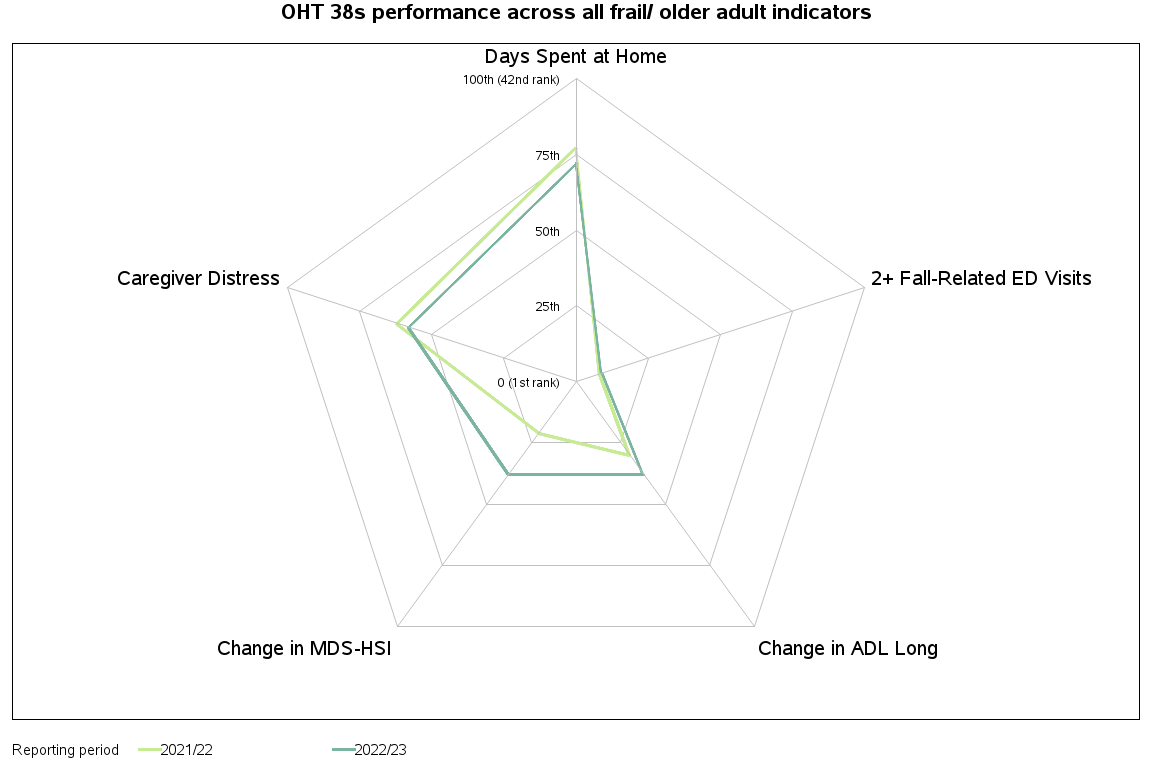 OHT 38s performance across all frail/ older adult indicators
Days Spent at Home
100th (42nd rank)
75th
50th
25th
0 (1st rank)
Caregiver Distress
2+ Fall-Related ED Visits
Change in MDS-HSI
Change in ADL Long
Reporting period 2021/22 2022/23